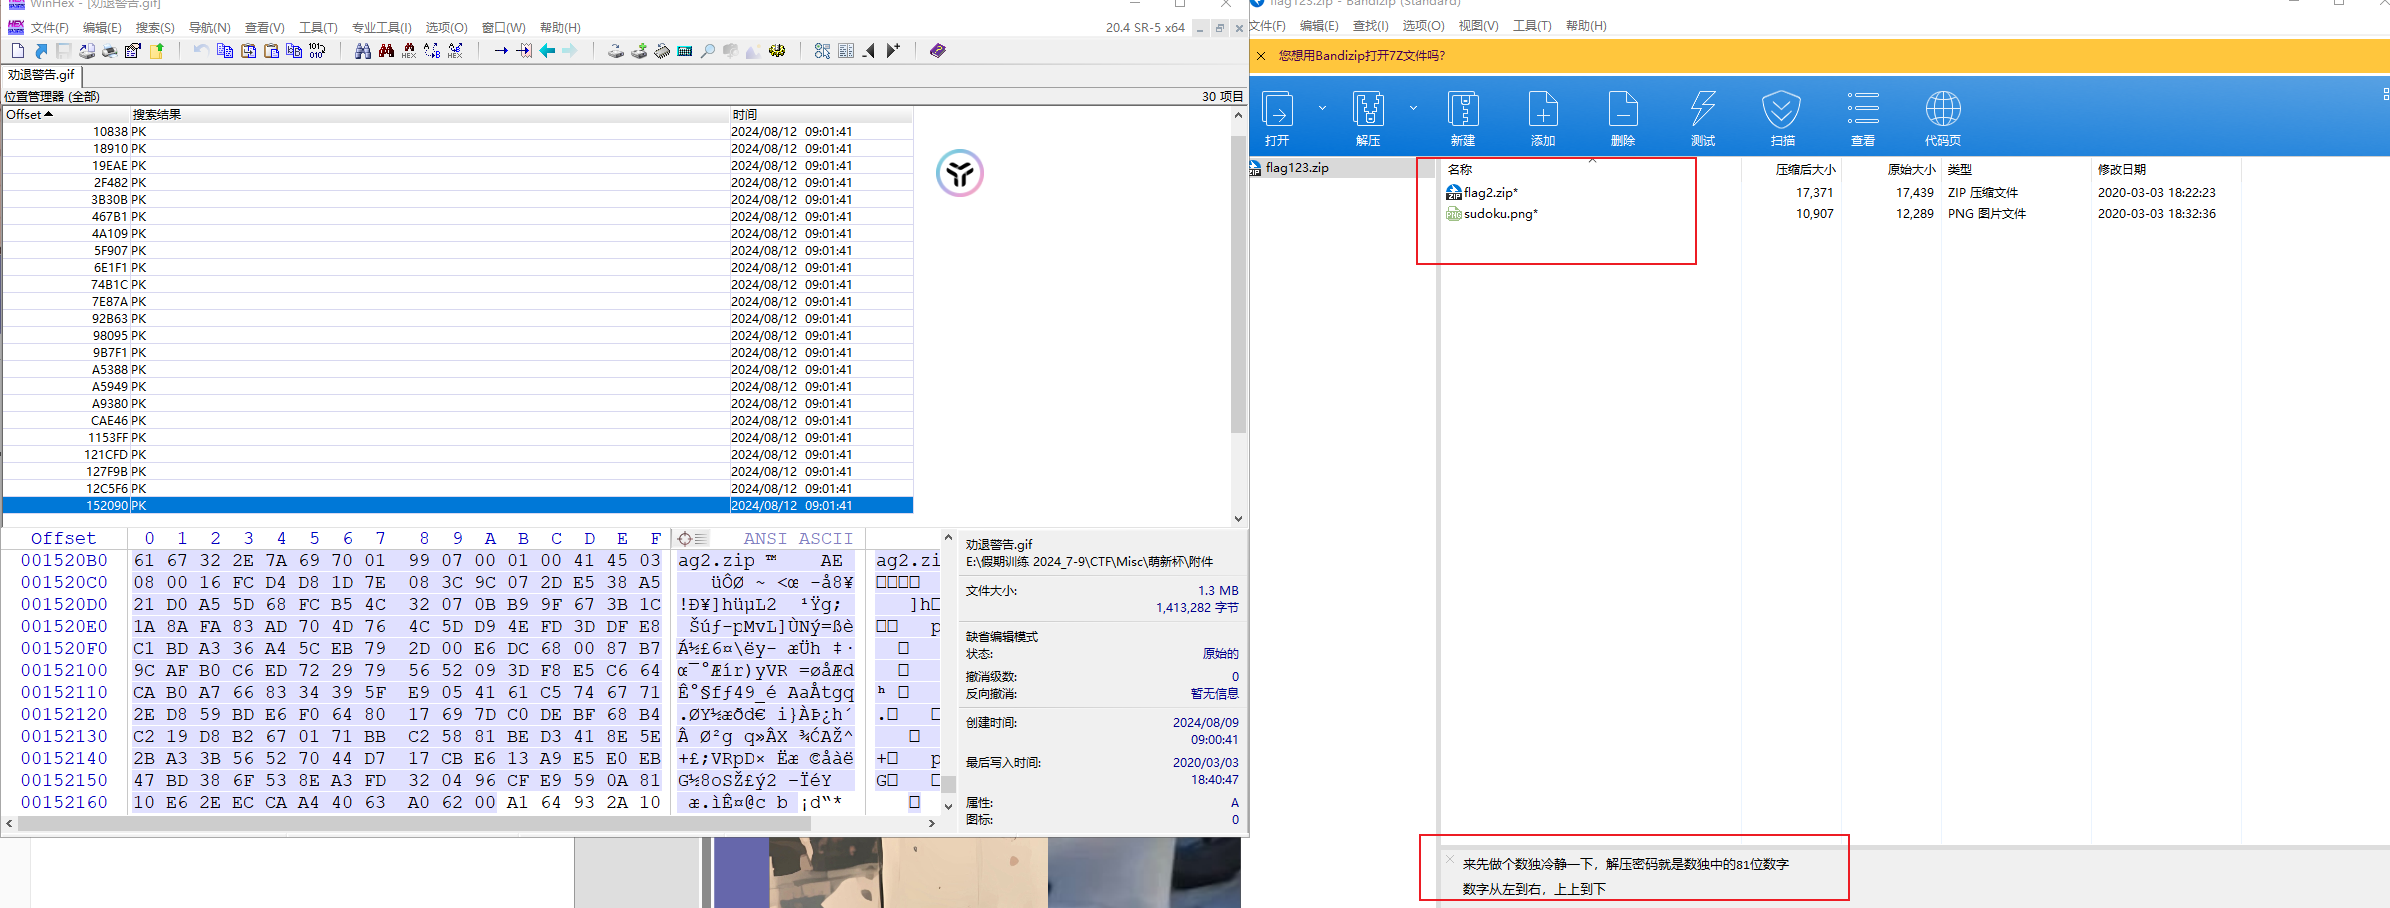 WinHex - [劝退警告.gif]
文件(F) 编辑(E) 搜索(S) 导航(N) 查看(V) 工具(T) 专业工具(I) 选项(O) 窗口(W) 帮助(H) 20.4 SR-5 x64
劝退警告.gif
位置管理器 (全部) 30 项目
Offset 搜索结果 时间
10838 PK 2024/08/12 09:01:41
18910 PK 2024/08/12 09:01:41
19EAE PK 2024/08/12 09:01:41
2F482 PK 2024/08/12 09:01:41
3B30B PK 2024/08/12 09:01:41
467B1 PK 2024/08/12 09:01:41
4A109 PK 2024/08/12 09:01:41
5F907 PK 2024/08/12 09:01:41
6E1F1 PK 2024/08/12 09:01:41
74B1C PK 2024/08/12 09:01:41
7E87A PK 2024/08/12 09:01:41
92B63 PK 2024/08/12 09:01:41
98095 PK 2024/08/12 09:01:41
9B7F1 PK 2024/08/12 09:01:41
A5388 PK 2024/08/12 09:01:41
A5949 PK 2024/08/12 09:01:41
A9380 PK 2024/08/12 09:01:41
CAE46 PK 2024/08/12 09:01:41
1153FF PK 2024/08/12 09:01:41
121CFD PK 2024/08/12 09:01:41
127F9B PK 2024/08/12 09:01:41
12C5F6 PK 2024/08/12 09:01:41
152090 PK 2024/08/12 09:01:41
Offset 0 1 2 3 4 5 6 7 8 9 A B C D E F ANSI ASCII
001520B0 61 67 32 2E 7A 69 70 01 99 07 00 01 00 41 45 03 ag2.zip ™ AE ag2.zi
001520C0 08 00 16 FC D4 D8 1D 7E 08 3C 9C 07 2D E5 38 A5 üÔØ ~ <œ -å8¥
001520D0 21 D0 A5 5D 68 FC B5 4C 32 07 0B B9 9F 67 3B 1C !Ð¥]hüµL2 ¹Ÿg; ]h
001520E0 1A 8A FA 83 AD 70 4D 76 4C 5D D9 4E FD 3D DF E8 Šúƒ-pMvL]ÙNý=ßè p
001520F0 C1 BD A3 36 A4 5C EB 79 2D 00 E6 DC 68 00 87 B7 Á½£6¤\ëy- æÜh ‡·
00152100 9C AF B0 C6 ED 72 29 79 56 52 09 3D F8 E5 C6 64 œ¯°Æír)yVR =øåÆd
00152110 CA B0 A7 66 83 34 39 5F E9 05 41 61 C5 74 67 71 Ê°§fƒ49_é AaÅtgq
00152120 2E D8 59 BD E6 F0 64 80 17 69 7D C0 DE BF 68 B4 .ØY½æðd€ i}ÀÞ¿h´ .
00152130 C2 19 D8 B2 67 01 71 BB C2 58 81 BE D3 41 8E 5E Â Ø²g q»ÂX ¾ÓAŽ^
00152140 2B A3 3B 56 52 70 44 D7 17 CB E6 13 A9 E5 E0 EB +£;VRpD× Ëæ ©åàë + p
00152150 47 BD 38 6F 53 8E A3 FD 32 04 96 CF E9 59 0A 81 G½8oSŽ£ý2 –ÏéY G
00152160 10 E6 2E EC CA A4 40 63 A0 62 00 A1 64 93 2A 10 æ.ìÊ¤@c b ¡d“*
劝退警告.gif
E:\假期训练 2024_7-9\CTF\Misc\萌新杯\附件
文件大小: 1.3 MB
1,413,282 字节
缺省编辑模式
状态: 原始的
撤消级数: 0
反向撤消: 暂无信息
创建时间: 2024/08/09
09:00:41
最后写入时间: 2020/03/03
18:40:47
属性: A
图标: 0
flag123.zip - Bandizip (Standard)
文件(F) 编辑(E) 查找(I) 选项(O) 视图(V) 工具(T) 帮助(H)
您想用Bandizip打开7Z文件吗?
打开 解压 新建 添加 删除 测试 扫描 查看 代码页
flag123.zip
名称 压缩后大小 原始大小 类型 修改日期
flag2.zip* 17,371 17,439 ZIP 压缩文件 2020-03-03 18:22:23
sudoku.png* 10,907 12,289 PNG 图片文件 2020-03-03 18:32:36
来先做个数独冷静一下，解压密码就是数独中的81位数字
数字从左到右，上上到下